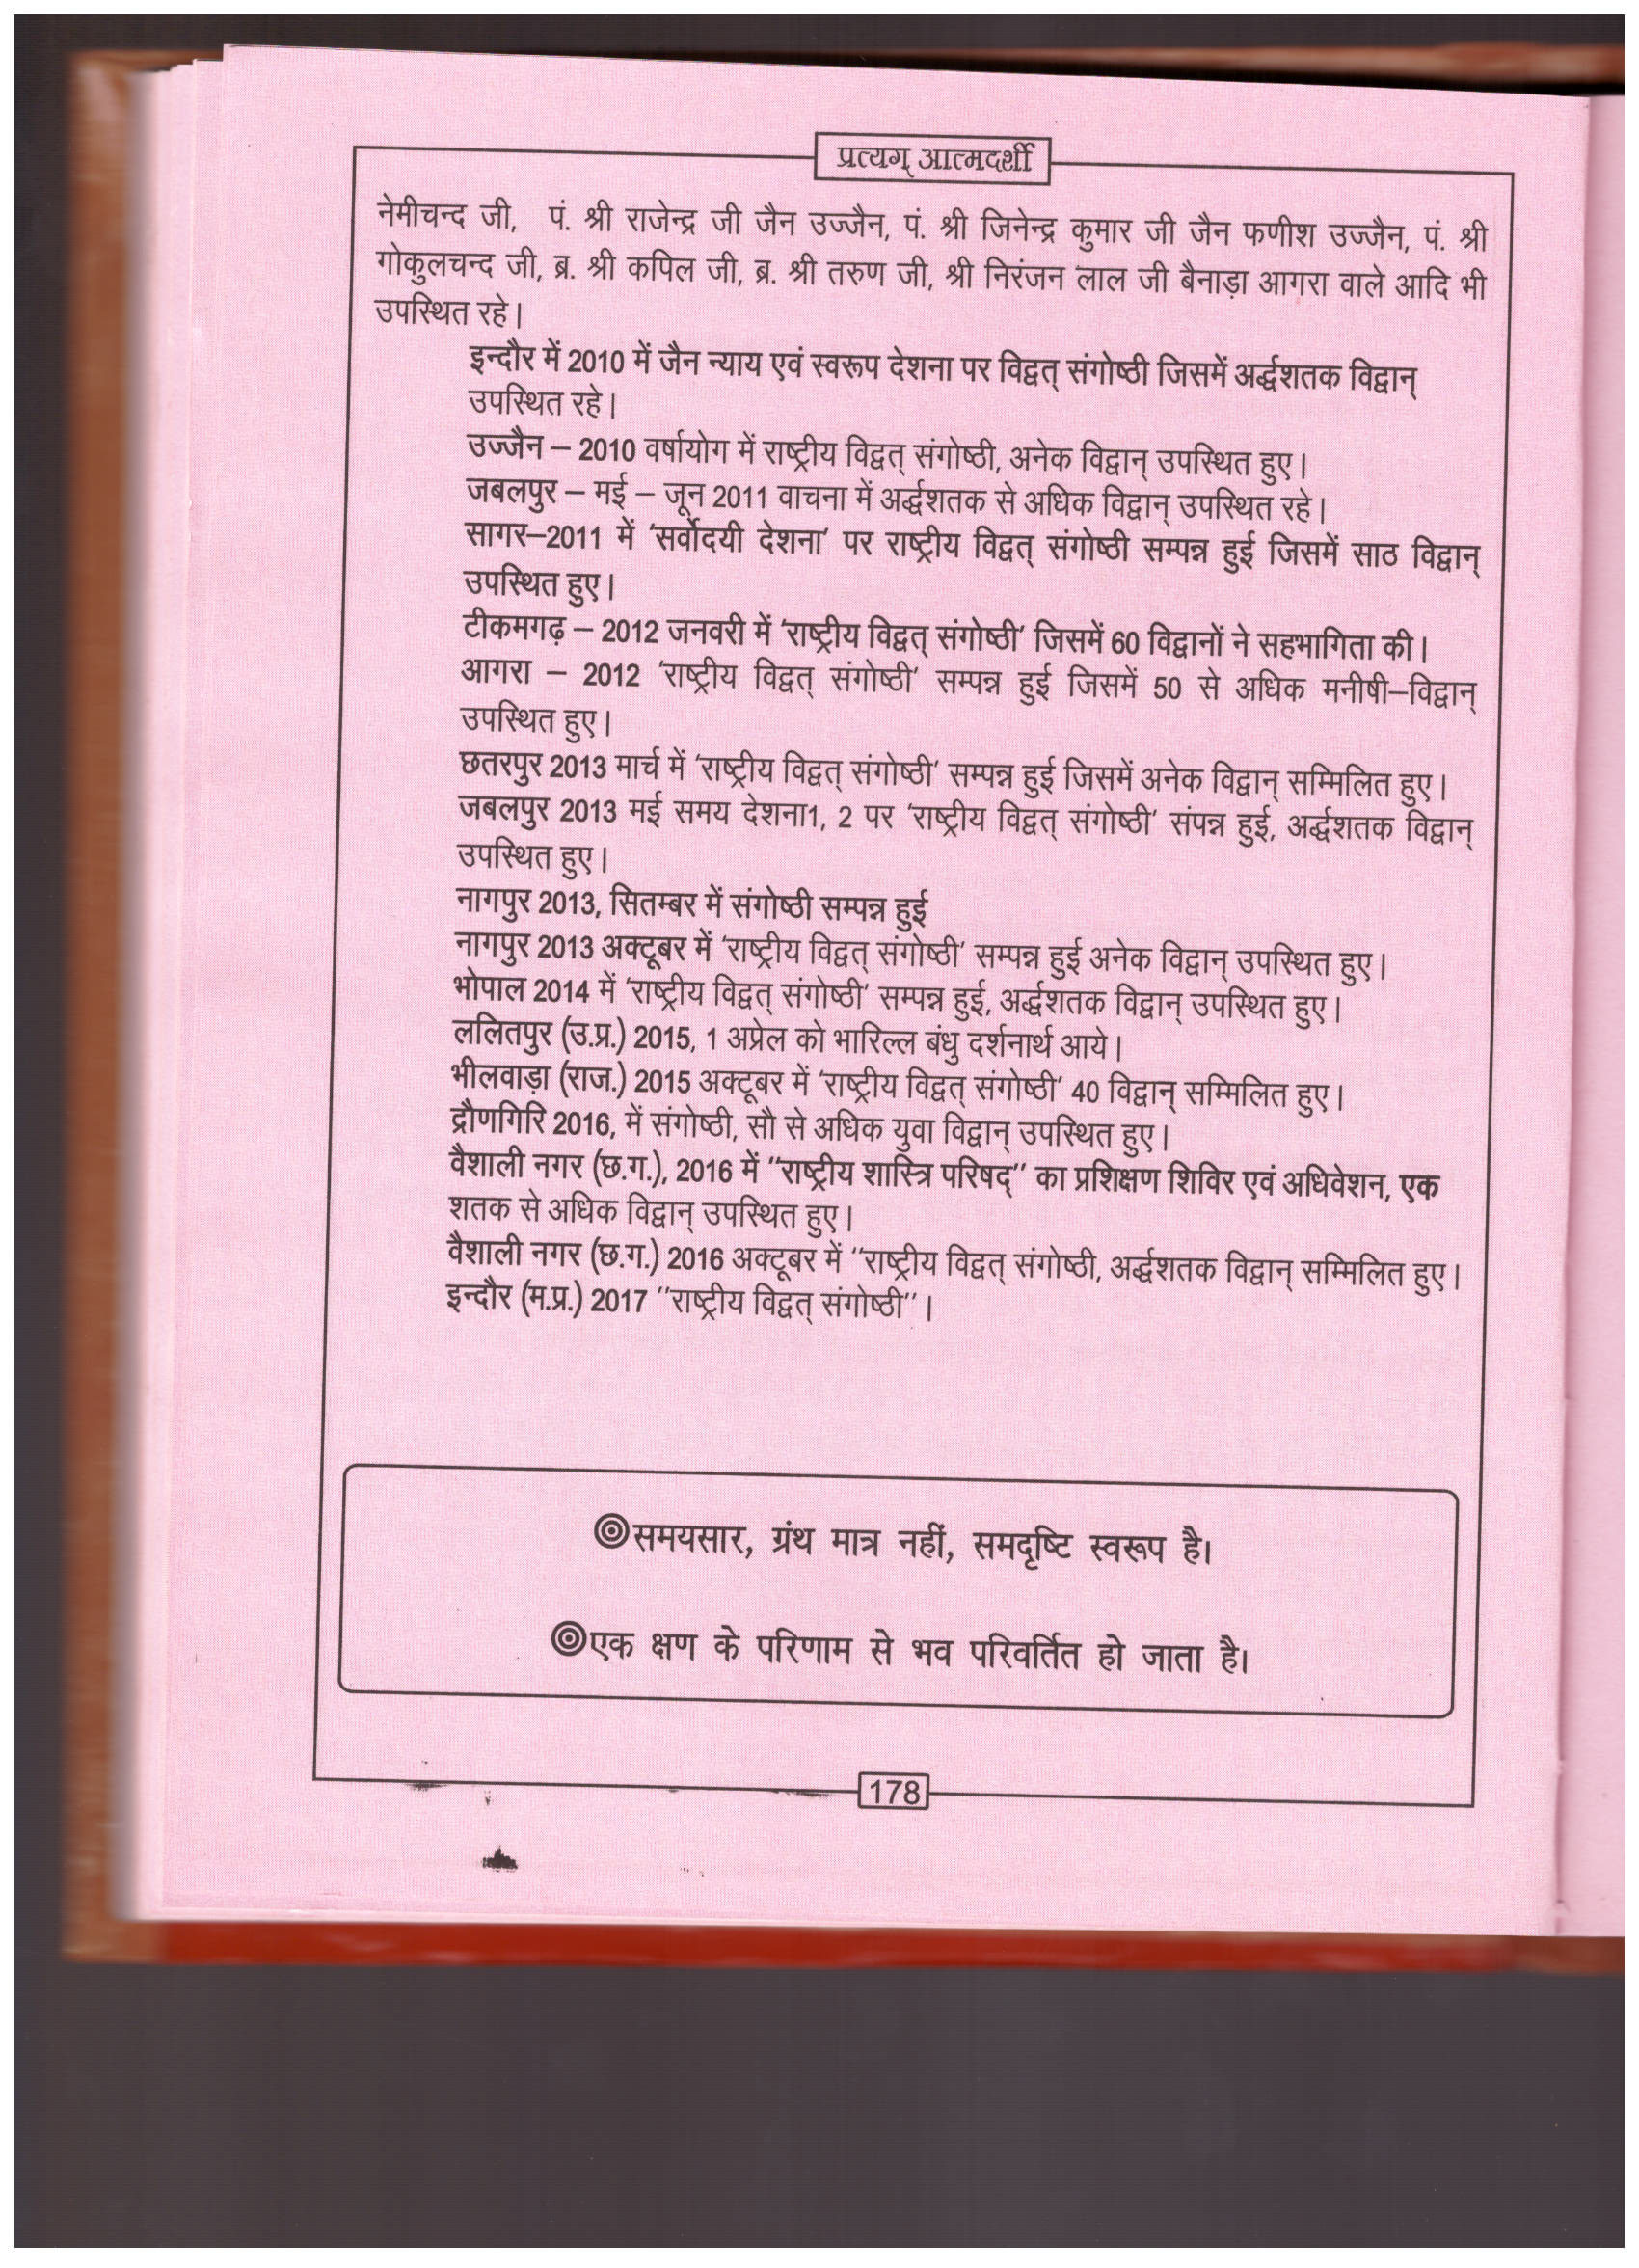 प्रत्यग् आत्मदर्शी
नेमीचन्द जी, पं. श्री राजेन्द्र जी जैन उज्जैन, पं. श्री जिनेन्द्र कुमार जी जैन फणीश उज्जैन, पं. श्री
गोकुलचन्द जी, ब्र. श्री कपिल जी, ब्र. श्री तरुण जी, श्री निरंजन लाल जी बैनाड़ा आगरा वाले आदि भी
उपस्थित रहे।
इन्दौर में 2010 में जैन न्याय एवं स्वरूप देशना पर विद्वत् संगोष्ठी जिसमें अर्द्धशतक विद्वान्
उपस्थित रहे।
उज्जैन – 2010 वर्षायोग में राष्ट्रीय विद्वत् संगोष्ठी, अनेक विद्वान् उपस्थित हुए।
जबलपुर – मई – जून 2011 वाचना में अर्द्धशतक से अधिक विद्वान् उपस्थित रहे।
सागर–2011 में ‘सर्वोदयी देशना’ पर राष्ट्रीय विद्वत् संगोष्ठी सम्पन्न हुई जिसमें साठ विद्वान्
उपस्थित हुए।
टीकमगढ़ – 2012 जनवरी में ‘राष्ट्रीय विद्वत् संगोष्ठी’ जिसमें 60 विद्वानों ने सहभागिता की।
आगरा – 2012 ‘राष्ट्रीय विद्वत् संगोष्ठी’ सम्पन्न हुई जिसमें 50 से अधिक मनीषी–विद्वान्
उपस्थित हुए।
छतरपुर 2013 मार्च में ‘राष्ट्रीय विद्वत् संगोष्ठी’ सम्पन्न हुई जिसमें अनेक विद्वान् सम्मिलित हुए।
जबलपुर 2013 मई समय देशना1, 2 पर ‘राष्ट्रीय विद्वत् संगोष्ठी’ संपन्न हुई, अर्द्धशतक विद्वान्
उपस्थित हुए।
नागपुर 2013, सितम्बर में संगोष्ठी सम्पन्न हुई
नागपुर 2013 अक्टूबर में ‘राष्ट्रीय विद्वत् संगोष्ठी’ सम्पन्न हुई अनेक विद्वान् उपस्थित हुए।
भोपाल 2014 में ‘राष्ट्रीय विद्वत् संगोष्ठी’ सम्पन्न हुई, अर्द्धशतक विद्वान् उपस्थित हुए।
ललितपुर (उ.प्र.) 2015, 1 अप्रेल को भारिल्ल बंधु दर्शनार्थ आये।
भीलवाड़ा (राज.) 2015 अक्टूबर में ‘राष्ट्रीय विद्वत् संगोष्ठी’ 40 विद्वान् सम्मिलित हुए।
द्रौणगिरि 2016, में संगोष्ठी, सौ से अधिक युवा विद्वान् उपस्थित हुए।
वैशाली नगर (छ.ग.), 2016 में ‘‘राष्ट्रीय शास्त्रि परिषद्’’ का प्रशिक्षण शिविर एवं अधिवेशन, एक
शतक से अधिक विद्वान् उपस्थित हुए।
वैशाली नगर (छ.ग.) 2016 अक्टूबर में ‘‘राष्ट्रीय विद्वत् संगोष्ठी, अर्द्धशतक विद्वान् सम्मिलित हुए।
इन्दौर (म.प्र.) 2017 ‘‘राष्ट्रीय विद्वत् संगोष्ठी’’।
समयसार, ग्रंथ मात्र नहीं, समदृष्टि स्वरूप है।
एक क्षण के परिणाम से भव परिवर्तित हो जाता है।
178